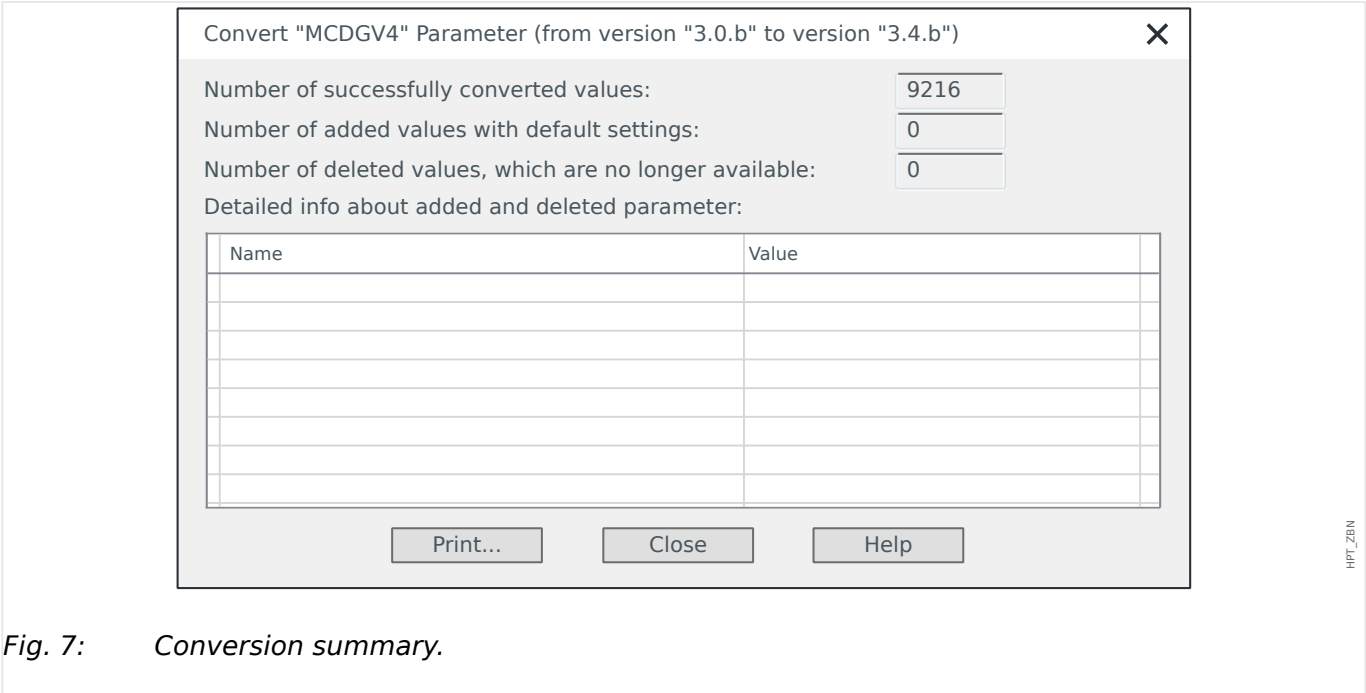 Convert "MCDGV4" Parameter (from version "3.0.b" to version "3.4.b")
Number of successfully converted values: 9216
Number of added values with default settings: 0
Number of deleted values, which are no longer available: 0
Detailed info about added and deleted parameter:
Name Value
Print... Close Help
HPT_ZBN
Fig. 7: Conversion summary.